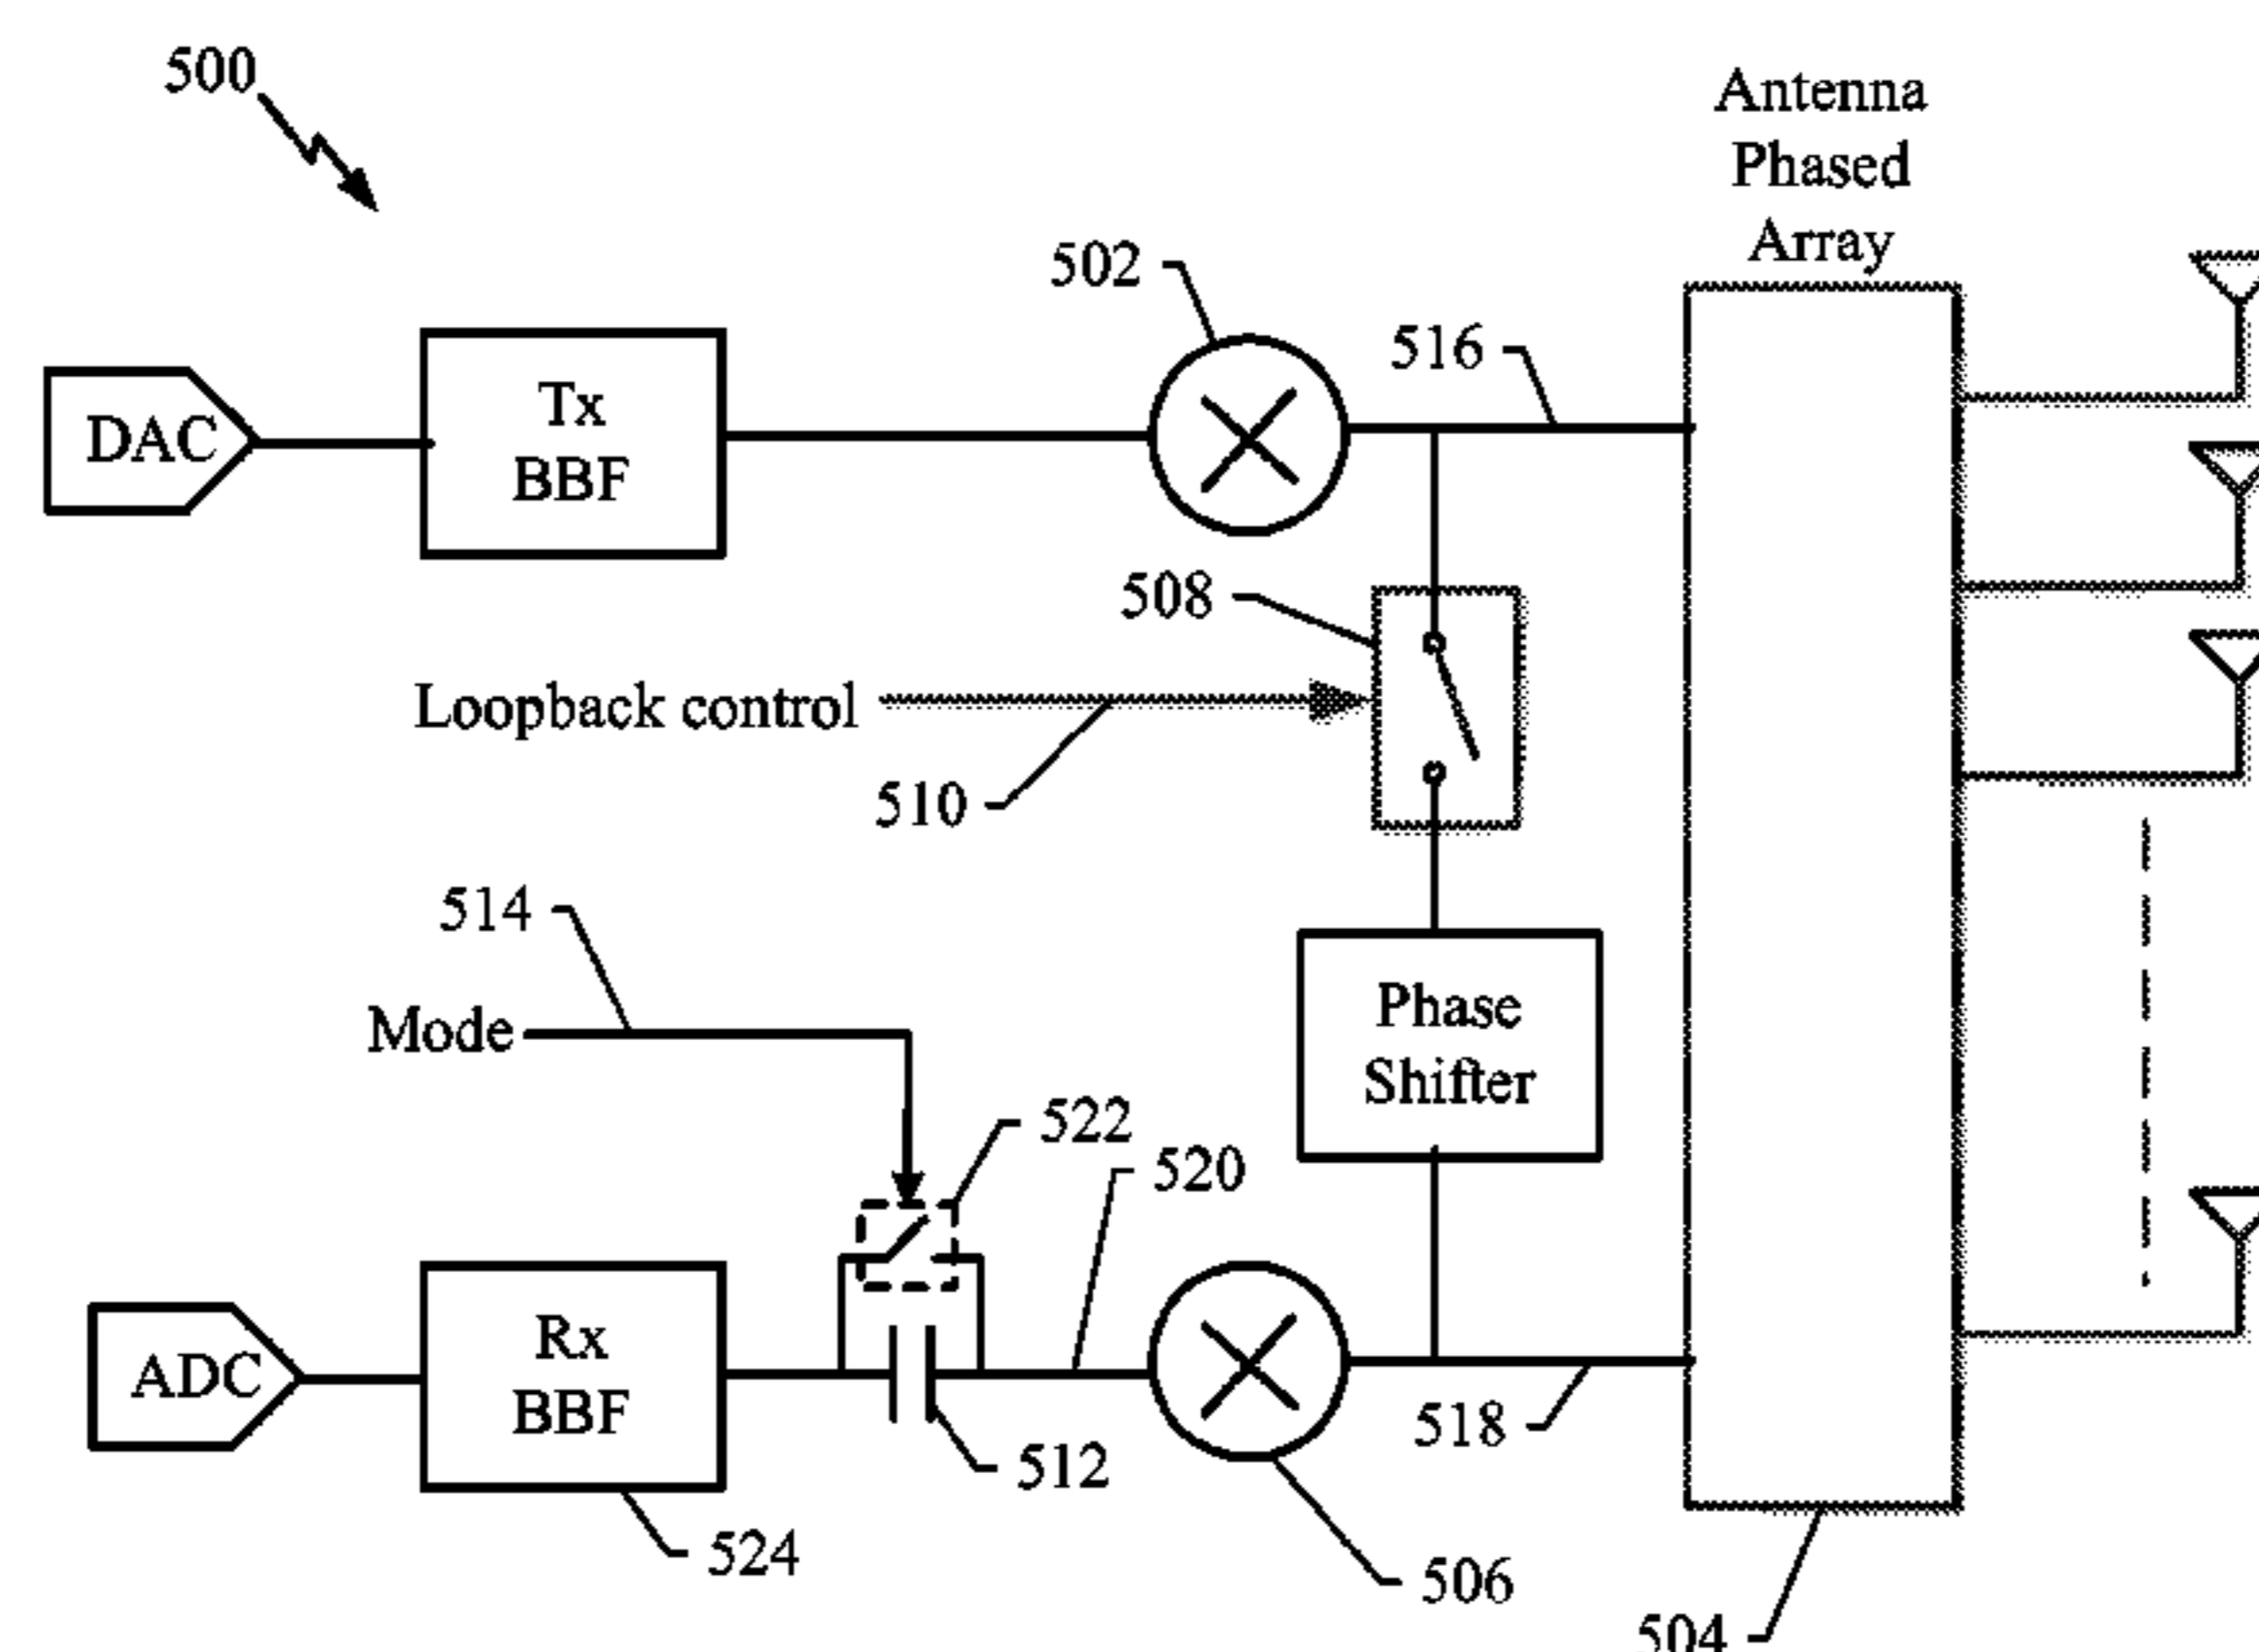 500
Antenna
Phased
Array
502
516
DAC
Tx
BBF
508
Loopback control
510
514
Mode
Phase
Shifter
522
520
ADC
Rx
BBF
512
518
524
506
504